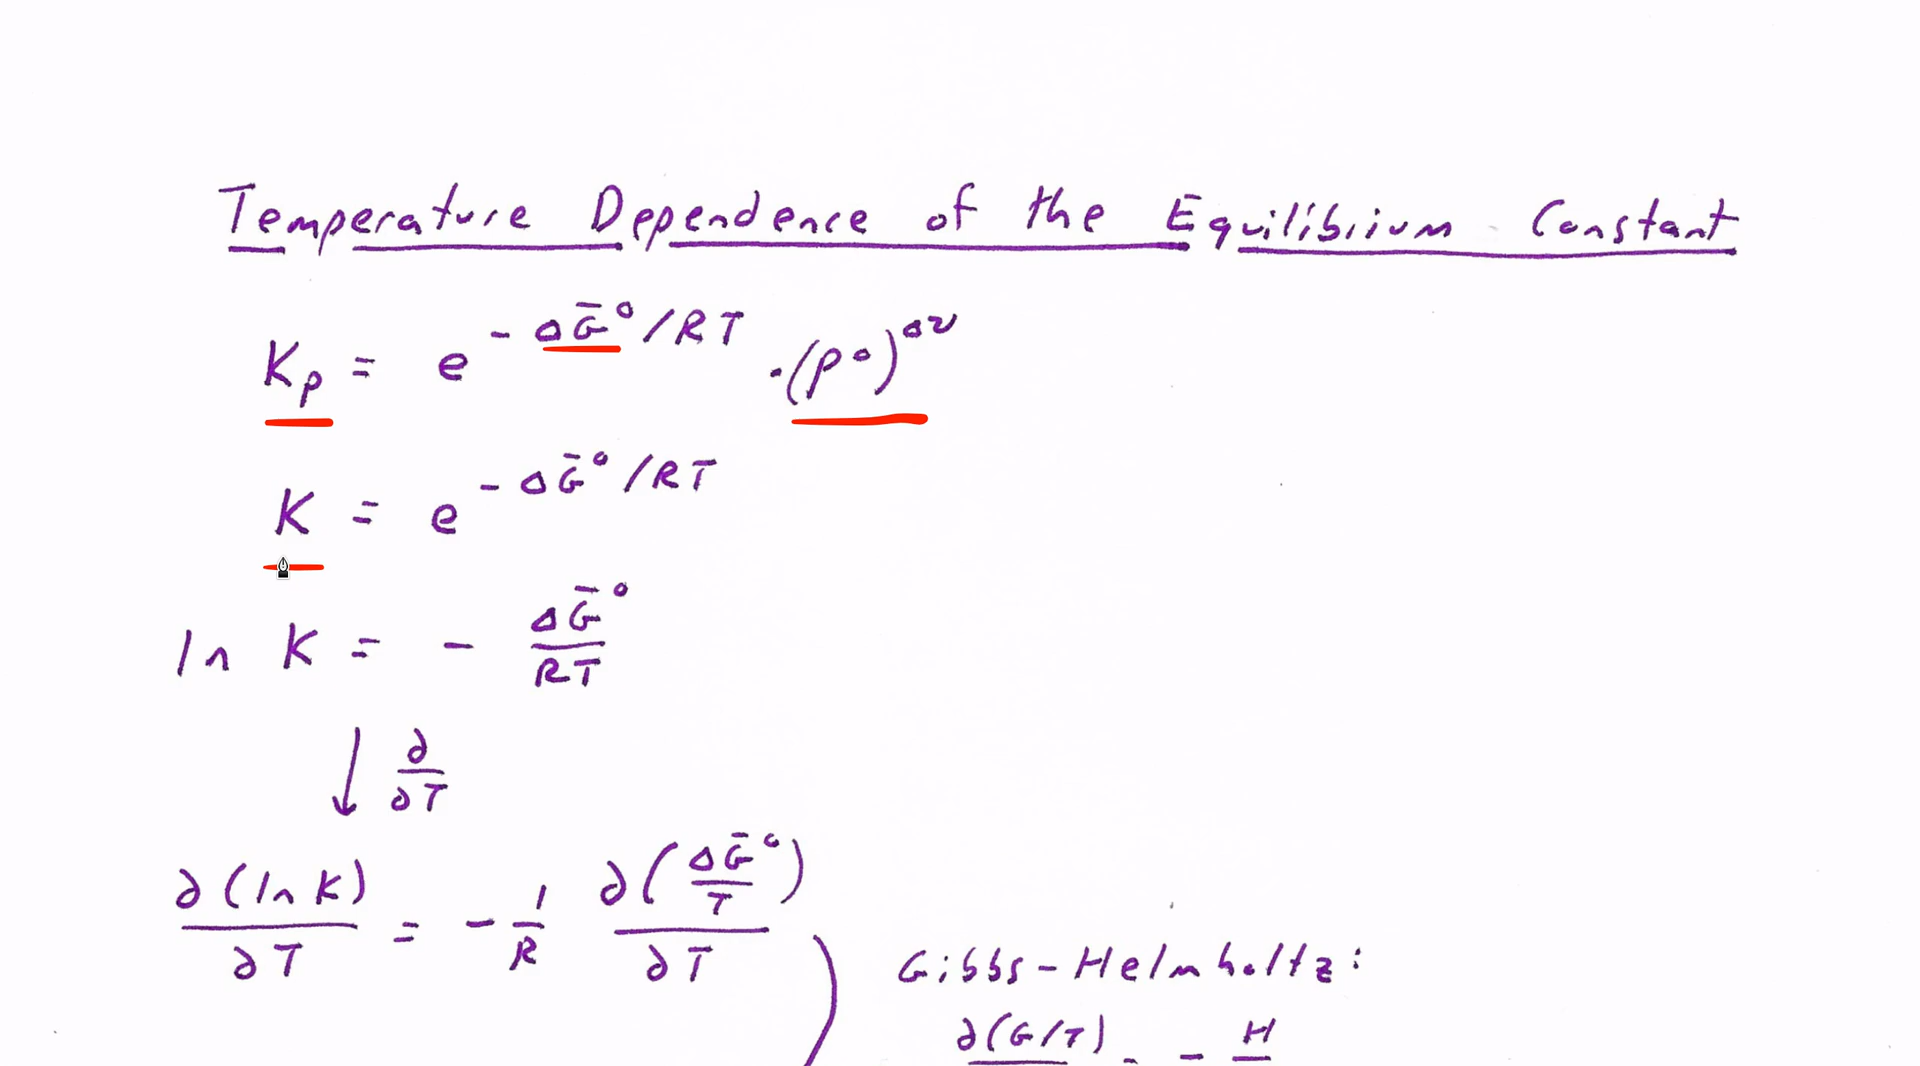 Temperature Dependence of the Equilibrium Constant
Kp = e^(-ΔḠ°/RT) · (P°)^Δν
K = e^(-ΔḠ°/RT)
ln K = - ΔḠ°/RT
↓ ∂/∂T
∂(ln K)/∂T = - 1/R ∂(ΔḠ°/T)/∂T
Gibbs-Helmholtz:
∂(G/T) - H